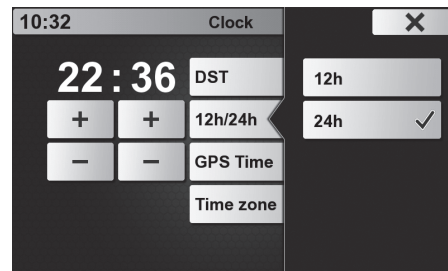 10:32 Clock
22:36
DST
12h/24h
GPS Time
Time zone
+ +
− −
12h
24h